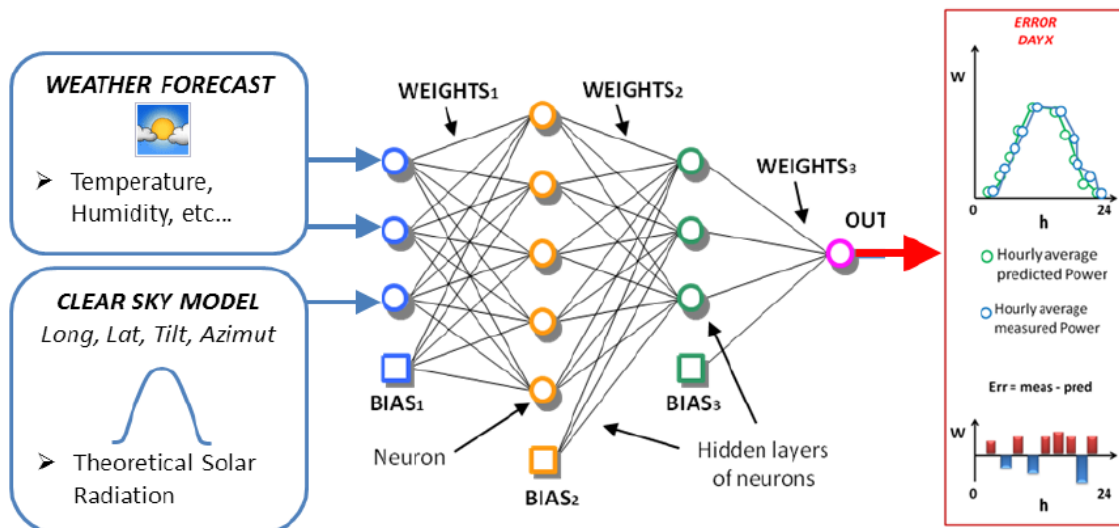 WEATHER FORECAST
➢ Temperature,
Humidity, etc...
CLEAR SKY MODEL
Long, Lat, Tilt, Azimut
➢ Theoretical Solar
Radiation
WEIGHTS1
WEIGHTS2
WEIGHTS3
OUT
BIAS1
BIAS2
BIAS3
Neuron
Hidden layers
of neurons
ERROR
DAY X
W
0
24
h
Hourly average
predicted Power
Hourly average
measured Power
Err = meas - pred
W
0
24
h